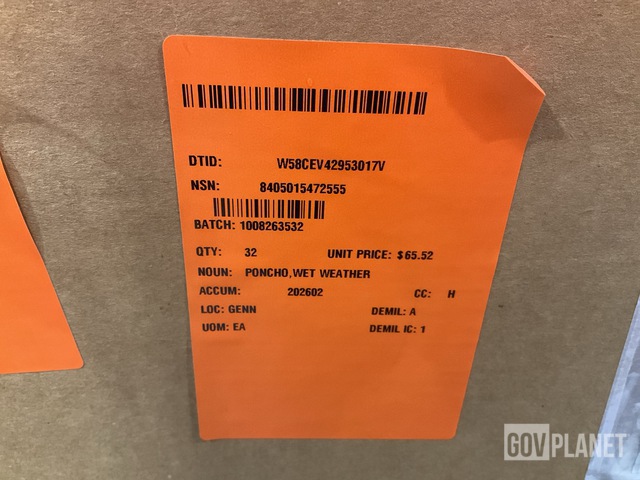 DTID: W58CEV42953017V
NSN: 8405015472555
BATCH: 1008263532
QTY: 32 UNIT PRICE: $65.52
NOUN: PONCHO,WET WEATHER
ACCUM: 202602 CC: H
LOC: GENN DEMIL: A
UOM: EA DEMIL IC: 1
GOVPLANET